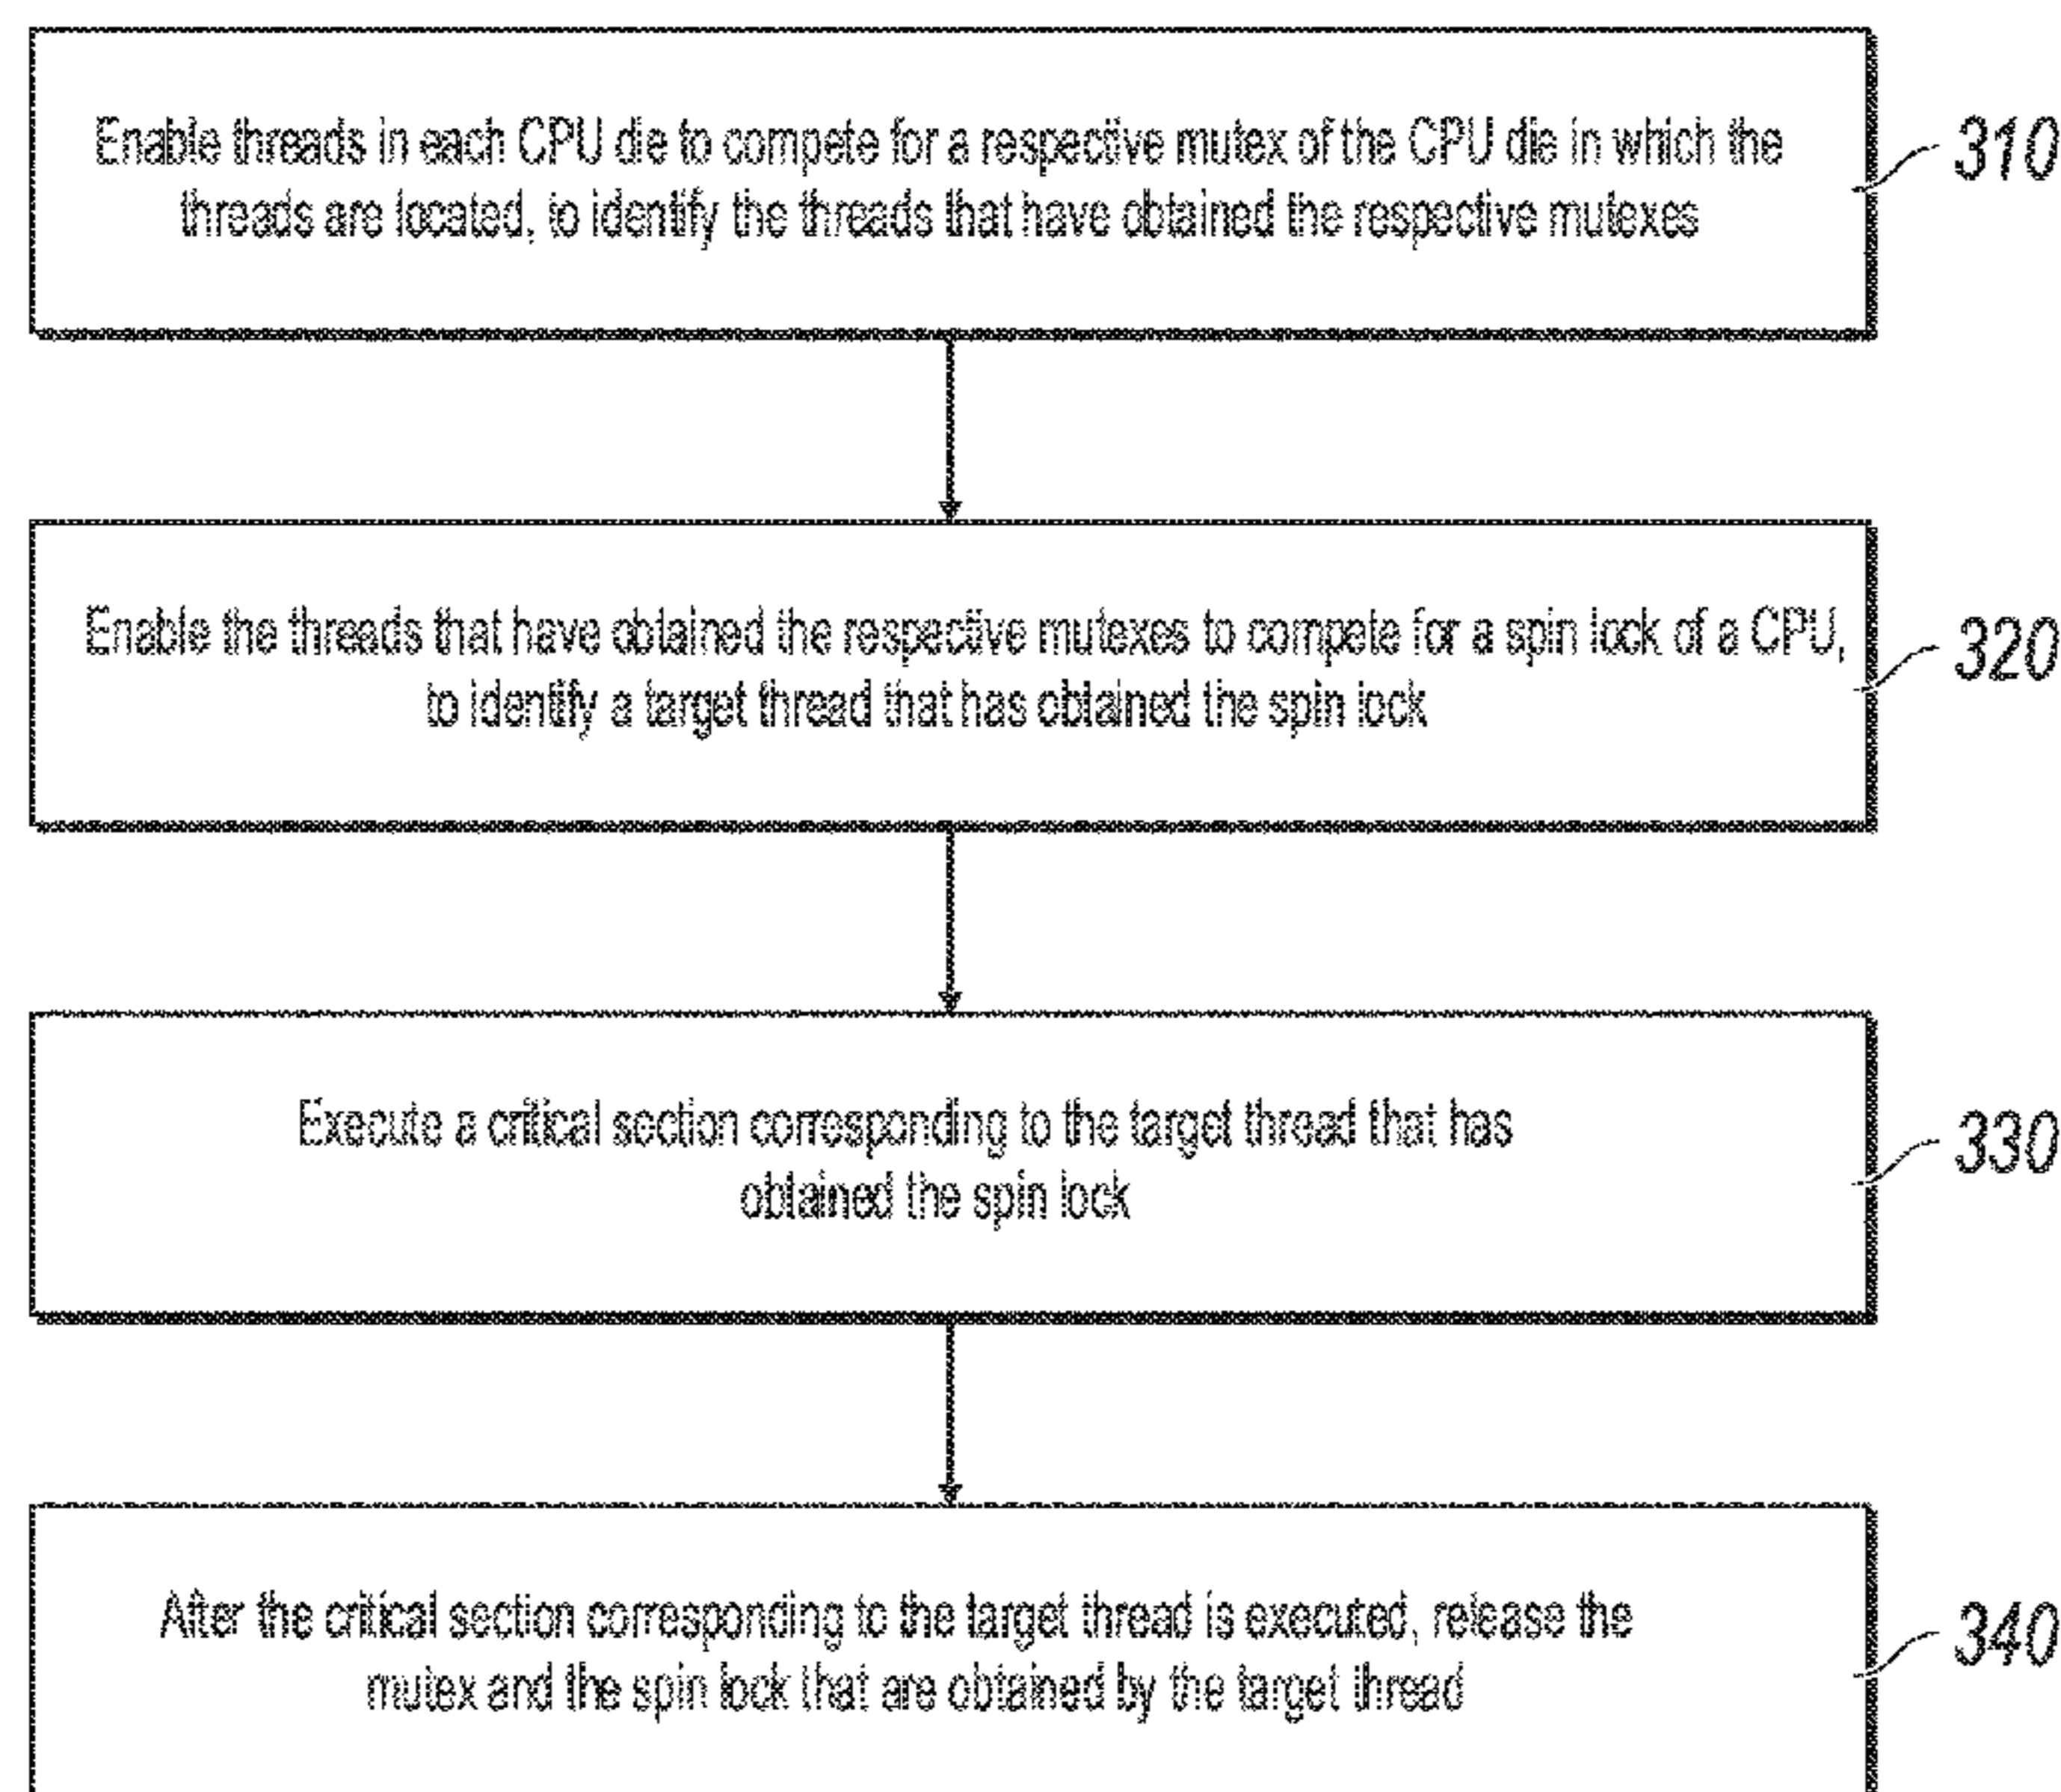 Enable threads in each CPU die to compete for a respective mutex of the CPU die in which the
threads are located, to identify the threads that have obtained the respective mutexes
310
Enable the threads that have obtained the respective mutexes to compete for a spin lock of a CPU,
to identify a target thread that has obtained the spin lock
320
Execute a critical section corresponding to the target thread that has
obtained the spin lock
330
After the critical section corresponding to the target thread is executed, release the
mutex and the spin lock that are obtained by the target thread
340